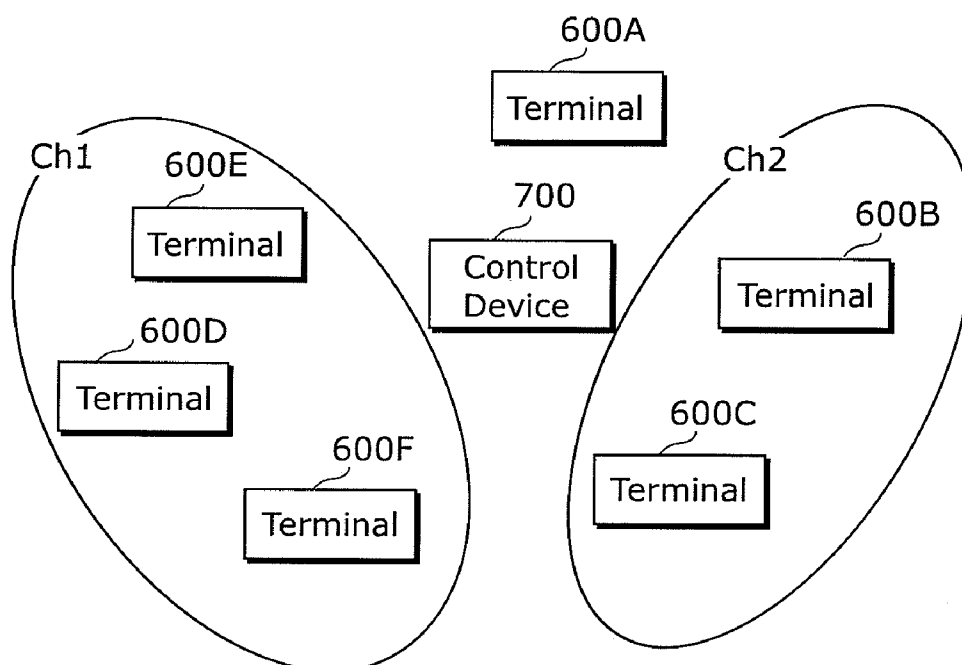 600A
Terminal
Ch1
600E
Terminal
700
Control
Device
Ch2
600B
Terminal
600D
Terminal
600C
Terminal
600F
Terminal